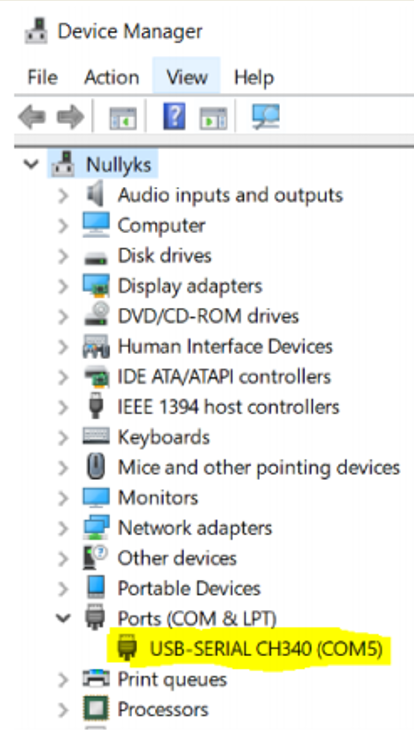 Device Manager
File Action View Help
Nullyks
Audio inputs and outputs
Computer
Disk drives
Display adapters
DVD/CD-ROM drives
Human Interface Devices
IDE ATA/ATAPI controllers
IEEE 1394 host controllers
Keyboards
Mice and other pointing devices
Monitors
Network adapters
Other devices
Portable Devices
Ports (COM & LPT)
USB-SERIAL CH340 (COM5)
Print queues
Processors